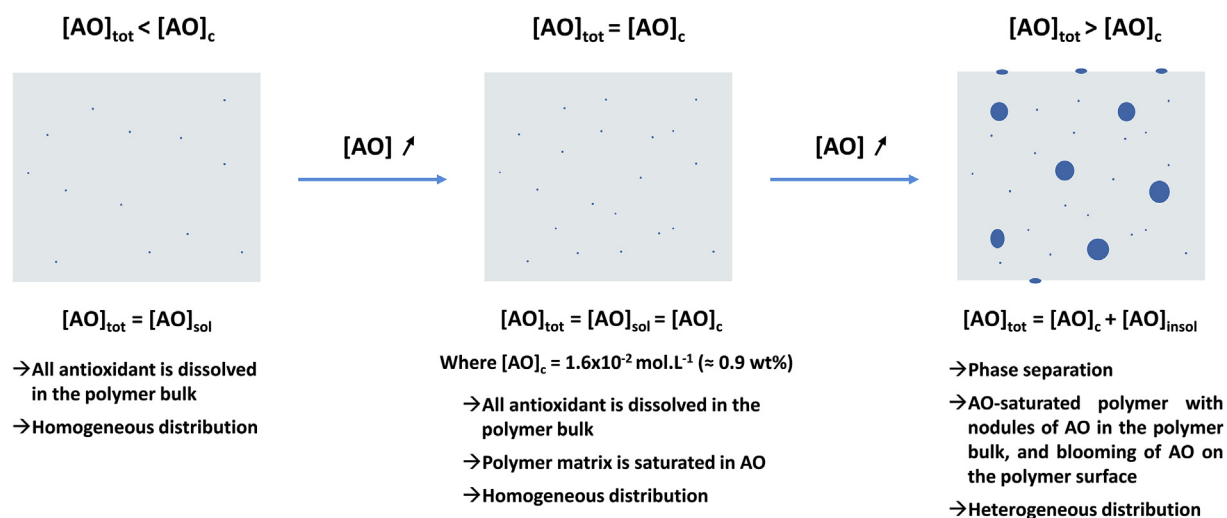 [AO]tot < [AO]c
[AO]tot = [AO]c
[AO]tot > [AO]c
[AO] ↗
[AO] ↗
[AO]tot = [AO]sol
→All antioxidant is dissolved
in the polymer bulk
→Homogeneous distribution
[AO]tot = [AO]sol = [AO]c
Where [AO]c = 1.6x10-2 mol.L-1 (≈ 0.9 wt%)
→All antioxidant is dissolved in the
polymer bulk
→Polymer matrix is saturated in AO
→Homogeneous distribution
[AO]tot = [AO]c + [AO]insol
→Phase separation
→AO-saturated polymer with
nodules of AO in the polymer
bulk, and blooming of AO on
the polymer surface
→Heterogeneous distribution